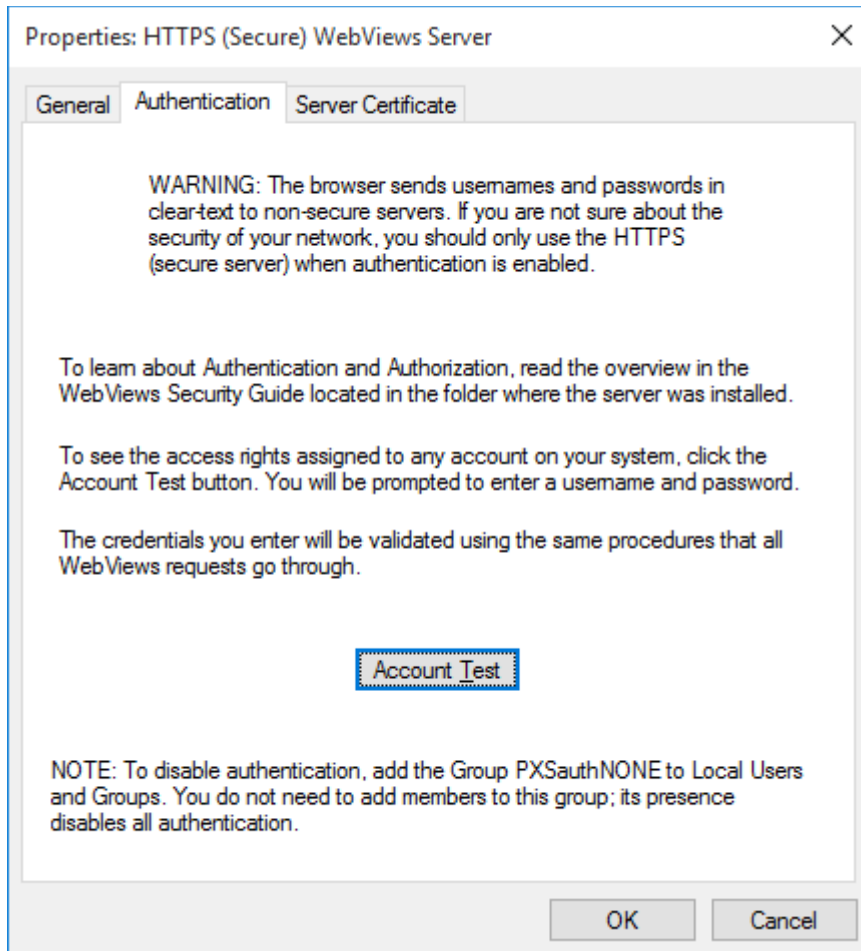 Properties: HTTPS (Secure) WebViews Server
General
Authentication
Server Certificate
WARNING: The browser sends usernames and passwords in
clear-text to non-secure servers. If you are not sure about the
security of your network, you should only use the HTTPS
(secure server) when authentication is enabled.
To learn about Authentication and Authorization, read the overview in the
WebViews Security Guide located in the folder where the server was installed.
To see the access rights assigned to any account on your system, click the
Account Test button. You will be prompted to enter a username and password.
The credentials you enter will be validated using the same procedures that all
WebViews requests go through.
Account Test
NOTE: To disable authentication, add the Group PXSauthNONE to Local Users
and Groups. You do not need to add members to this group; its presence
disables all authentication.
OK
Cancel